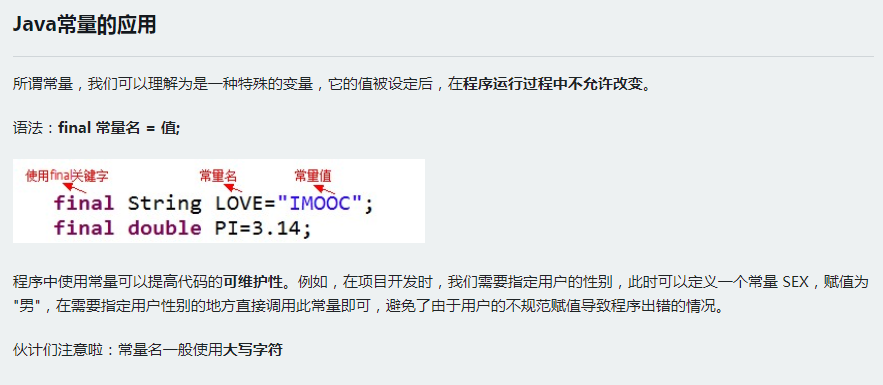 Java常量的应用
所谓常量，我们可以理解为是一种特殊的变量，它的值被设定后，在程序运行过程中不允许改变。
语法：final 常量名 = 值;
使用final关键字 常量名 常量值
final String LOVE="IMOOC";
final double PI=3.14;
程序中使用常量可以提高代码的可维护性。例如，在项目开发时，我们需要指定用户的性别，此时可以定义一个常量 SEX，赋值为
"男"，在需要指定用户性别的地方直接调用此常量即可，避免了由于用户的不规范赋值导致程序出错的情况。
伙计们注意啦：常量名一般使用大写字符